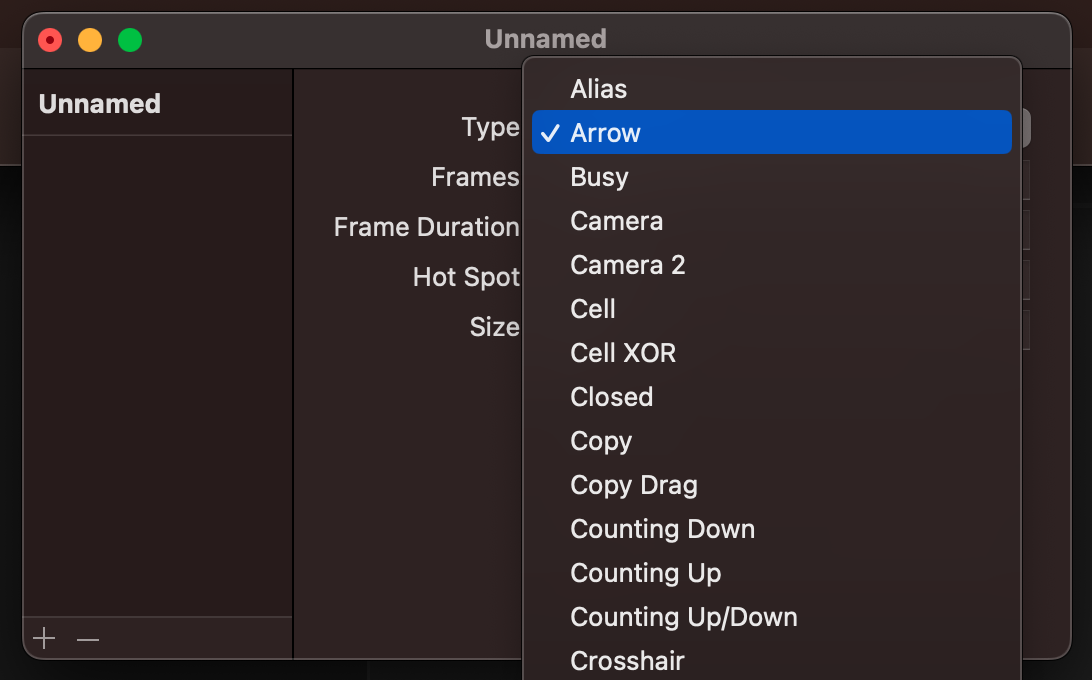 Unnamed
Unnamed
Type
Frames
Frame Duration
Hot Spot
Size
Alias
✓ Arrow
Busy
Camera
Camera 2
Cell
Cell XOR
Closed
Copy
Copy Drag
Counting Down
Counting Up
Counting Up/Down
Crosshair